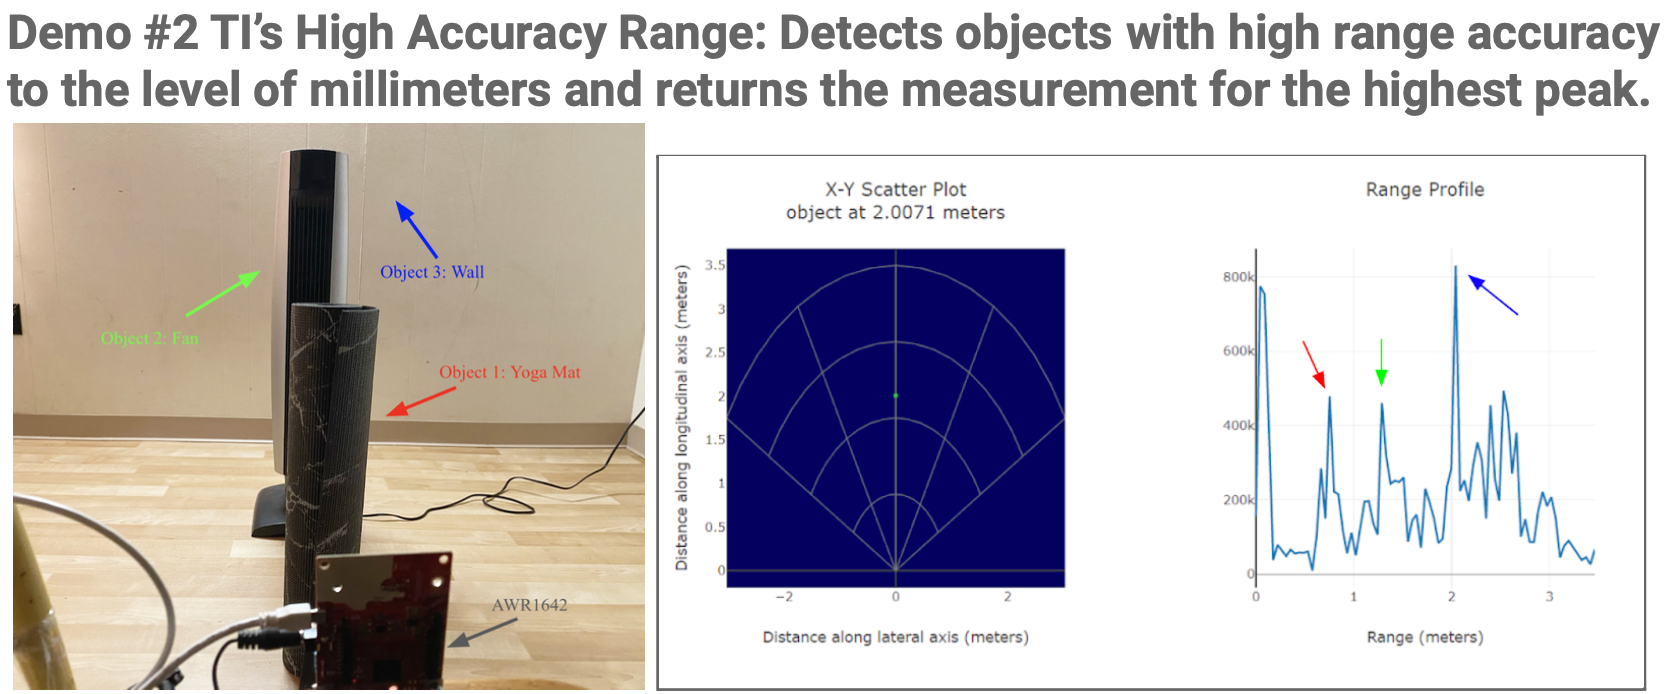 Demo #2 TI’s High Accuracy Range: Detects objects with high range accuracy
to the level of millimeters and returns the measurement for the highest peak.
Object 3: Wall
Object 2: Fan
Object 1: Yoga Mat
AWR1642
X-Y Scatter Plot
object at 2.0071 meters
Distance along longitudinal axis (meters)
3.5
3
2.5
2
1.5
1
0.5
0
−2
0
2
Distance along lateral axis (meters)
Range Profile
800k
600k
400k
200k
0
0
1
2
3
Range (meters)